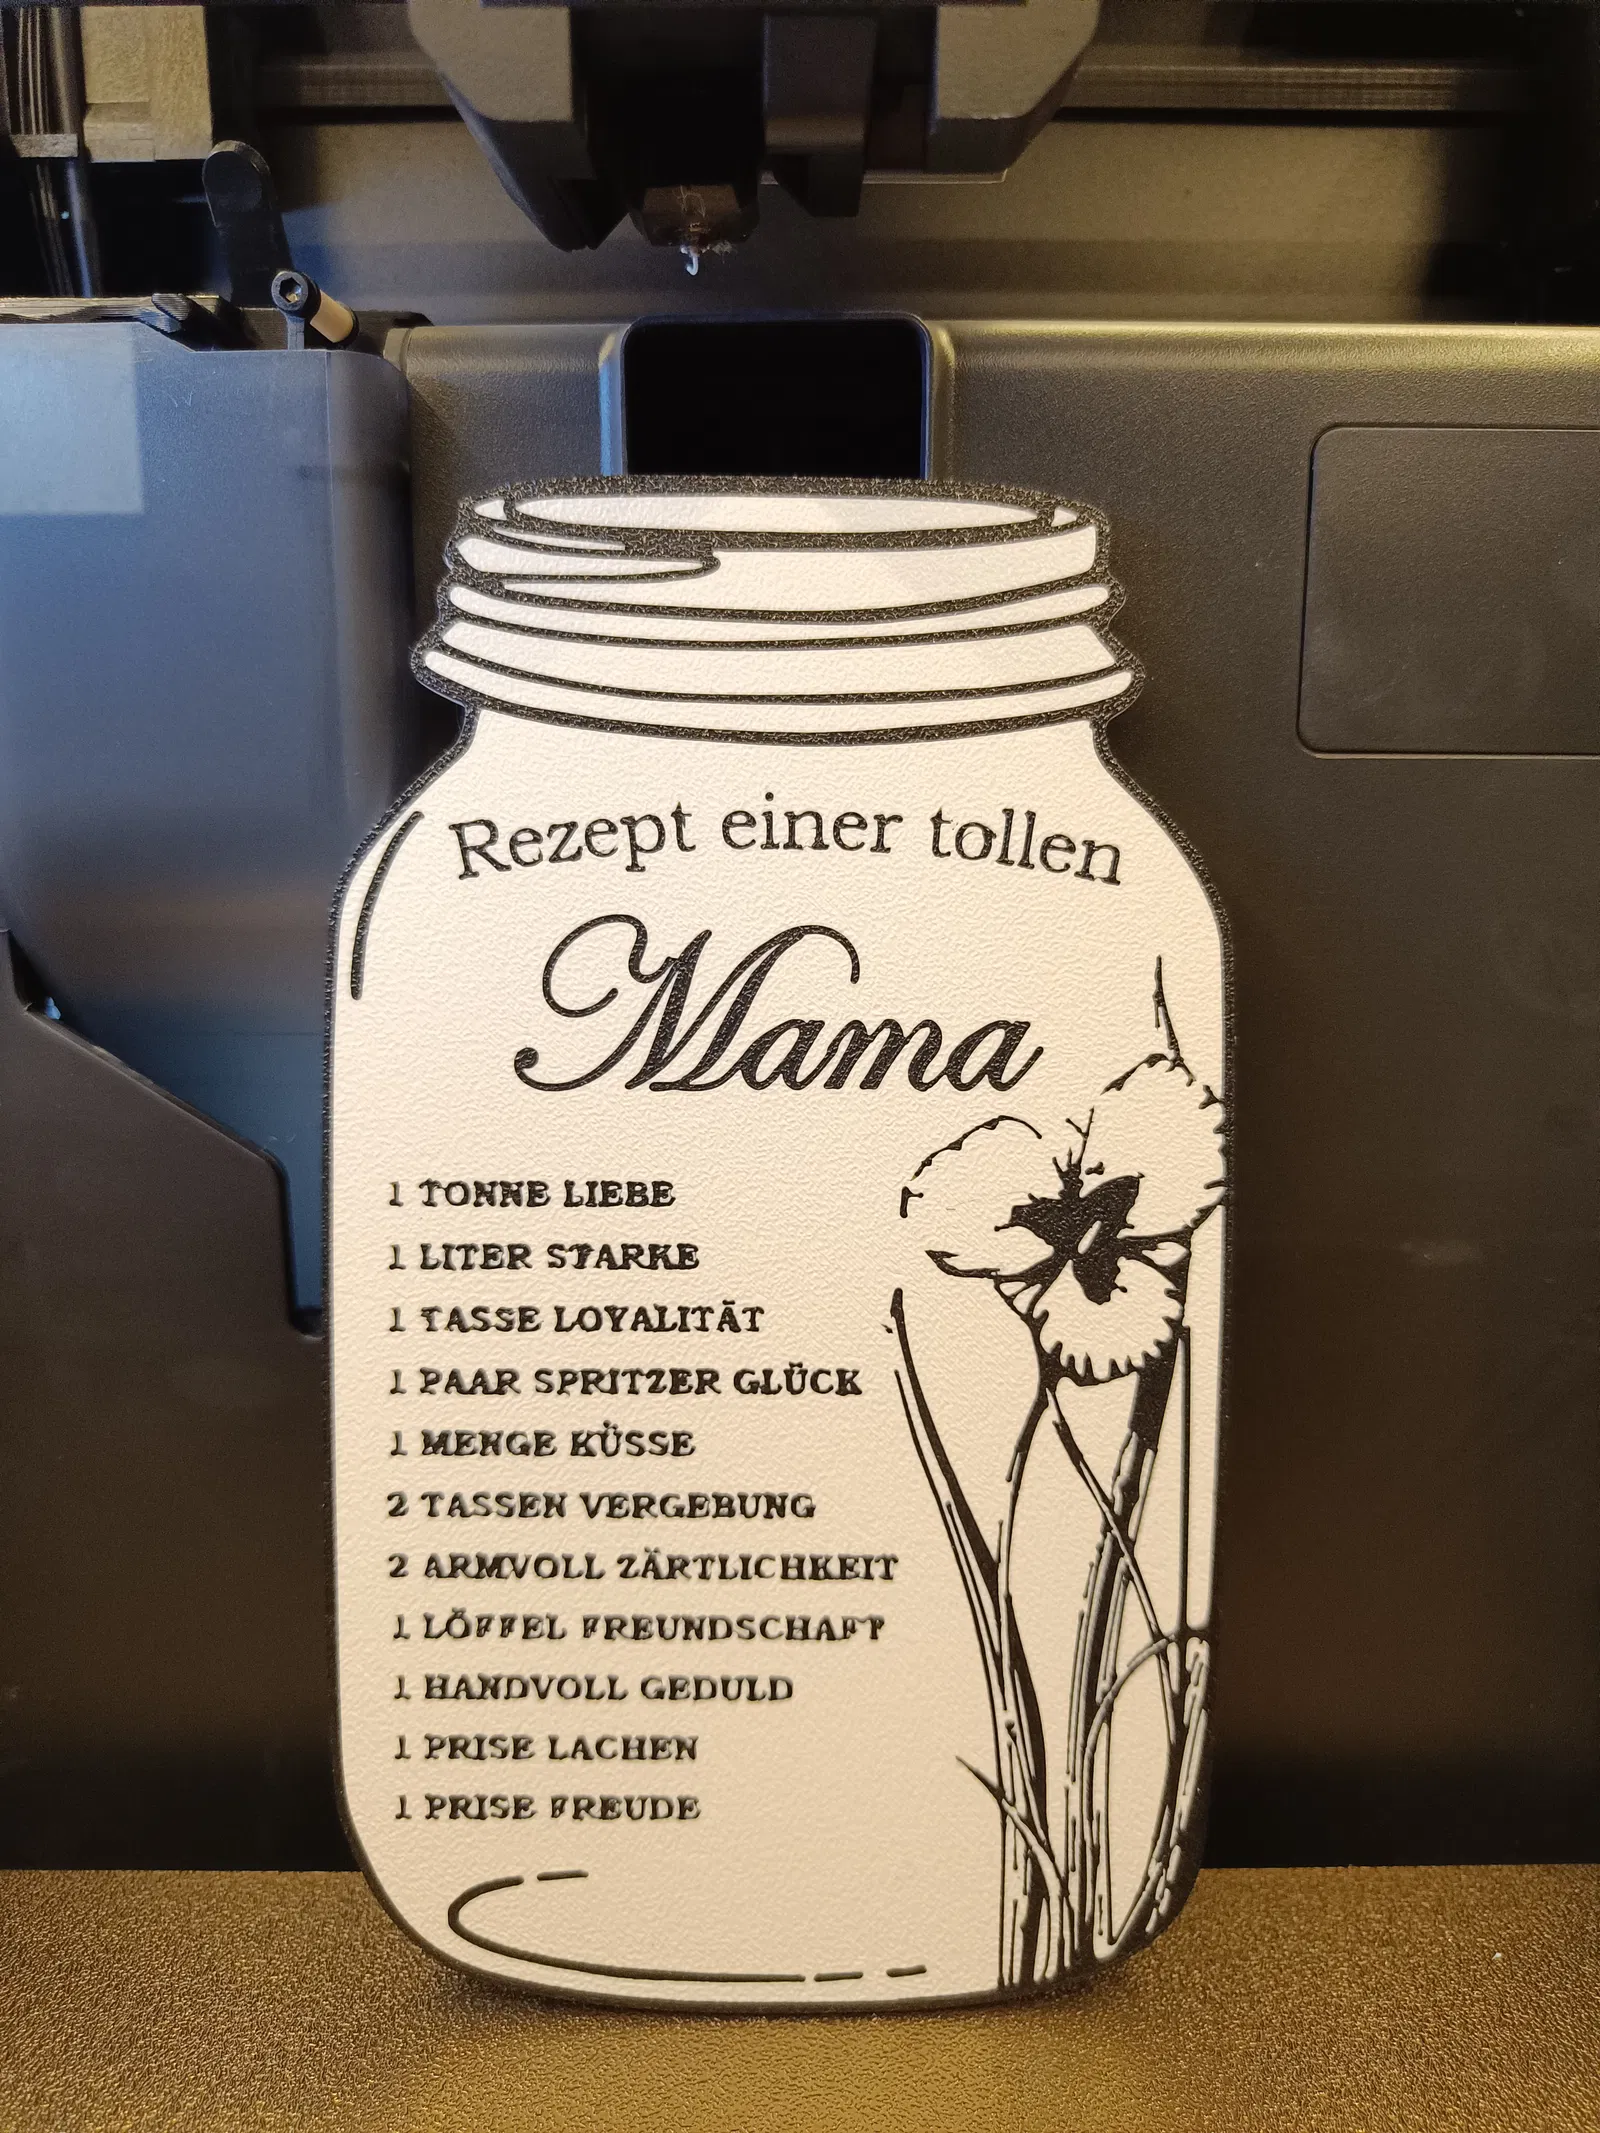 Rezept einer tollen
Mama
1 TONNE LIEBE
1 LITER STARKE
1 TASSE LOYALITÄT
1 PAAR SPRITZER GLÜCK
1 MENGE KÜSSE
2 TASSEN VERGEBUNG
2 ARMVOLL ZÄRTLICHKEIT
1 LÖFFEL FREUNDSCHAFT
1 HANDVOLL GEDULD
1 PRISE LACHEN
1 PRISE FREUDE